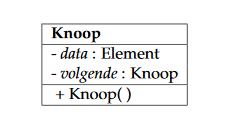 Knoop
- data : Element
- volgende : Knoop
+ Knoop( )